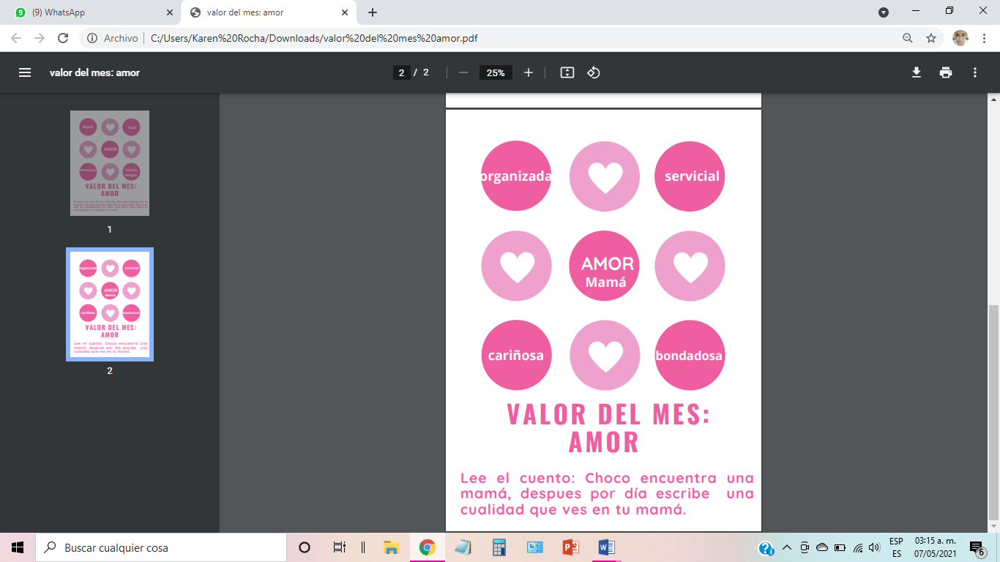 (9) WhatsApp
valor del mes: amor
Archivo
C:/Users/Karen%20Rocha/Downloads/valor%20del%20mes%20amor.pdf
valor del mes: amor
2 / 2
25%
Mamá
Papá
AMOR
Hermanos
Familia,
Amigos
VALOR DEL MES:
AMOR
1
organizada
servicial
AMOR
Mamá
cariñosa
bondadosa
VALOR DEL MES:
AMOR
Lee el cuento: Choco encuentra una
mamá, despues por día escribe una
cualidad que ves en tu mamá.
2
organizada
servicial
AMOR
Mamá
cariñosa
bondadosa
VALOR DEL MES:
AMOR
Lee el cuento: Choco encuentra una
mamá, despues por día escribe una
cualidad que ves en tu mamá.
Buscar cualquier cosa
ESP
ES
03:15 a. m.
07/05/2021
6